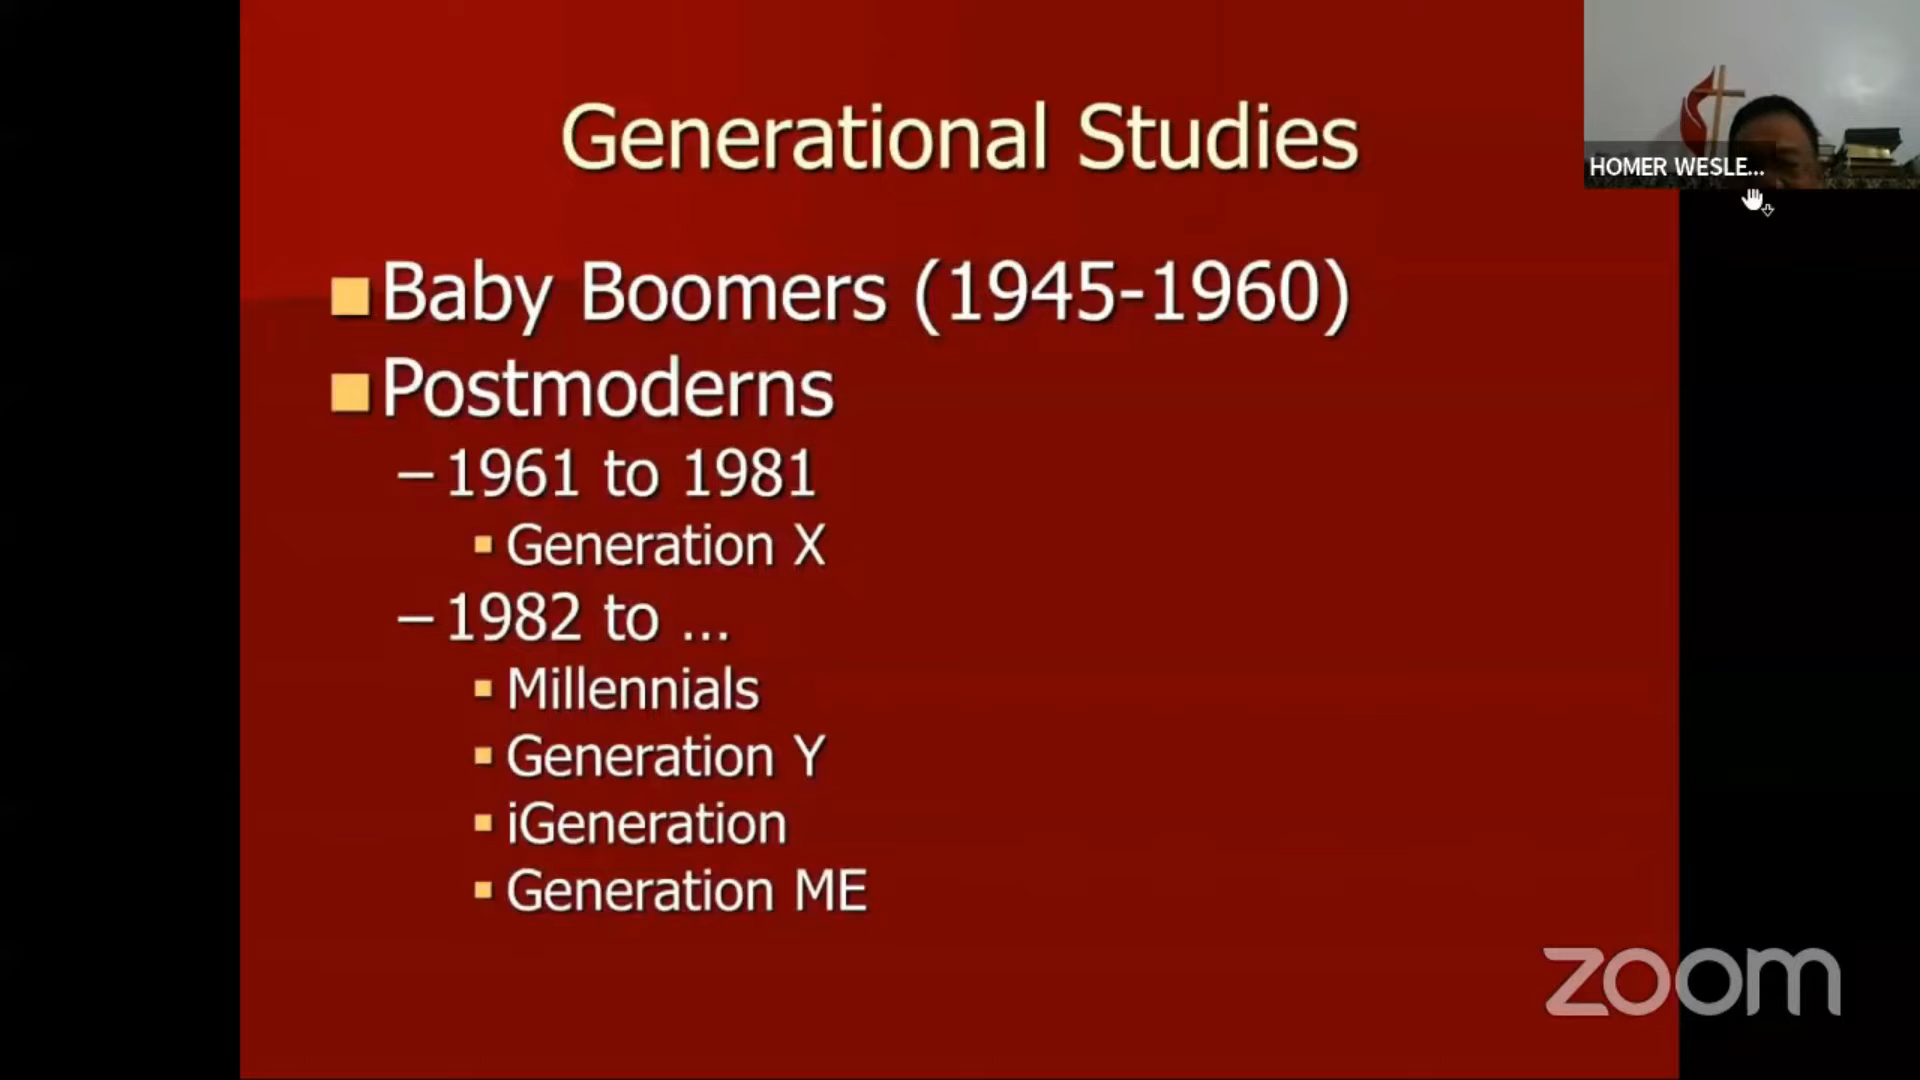 Generational Studies
HOMER WESLE...
Baby Boomers (1945-1960)
Postmoderns
– 1961 to 1981
Generation X
– 1982 to ...
Millennials
Generation Y
iGeneration
Generation ME
zoom